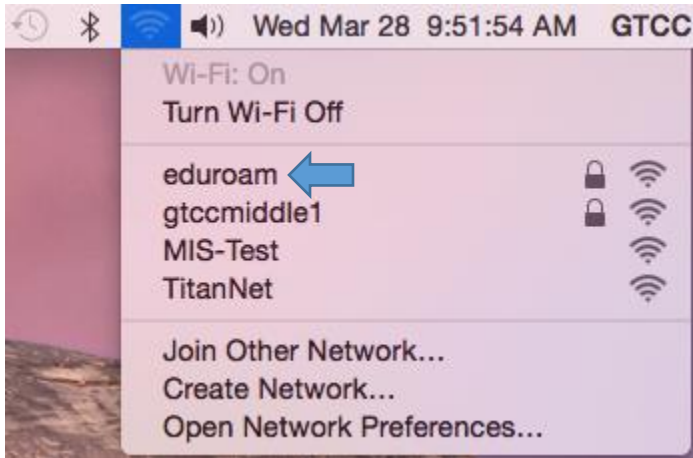 Wed Mar 28 9:51:54 AM GTCC
Wi-Fi: On
Turn Wi-Fi Off
eduroam
gtccmiddle1
MIS-Test
TitanNet
Join Other Network...
Create Network...
Open Network Preferences...